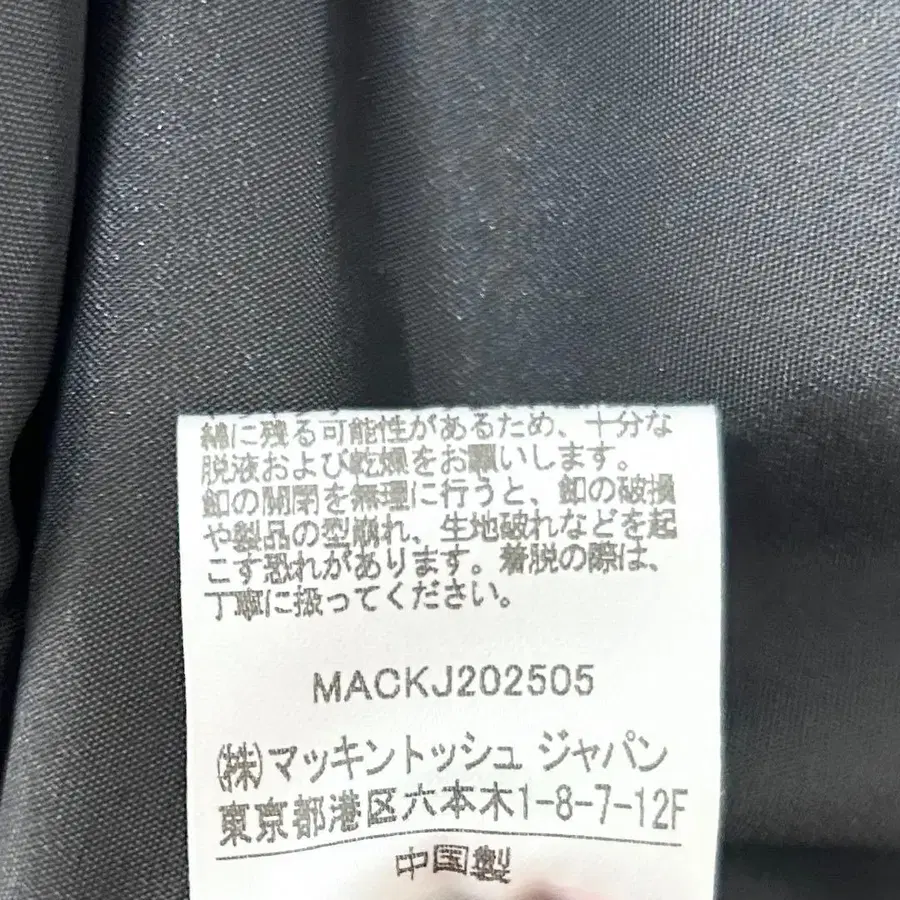 綿に残る可能性があるため、十分な
脱液および乾燥をお願いします。
釦の開閉を無理に行うと、釦の破損
や製品の型崩れ、生地破れなどを起
こす恐れがあります。着脱の際は、
丁寧に扱ってください。
MACKJ202505
(株)マッキントッシュ ジャパン
東京都港区六本木1-8-7-12F
中国製